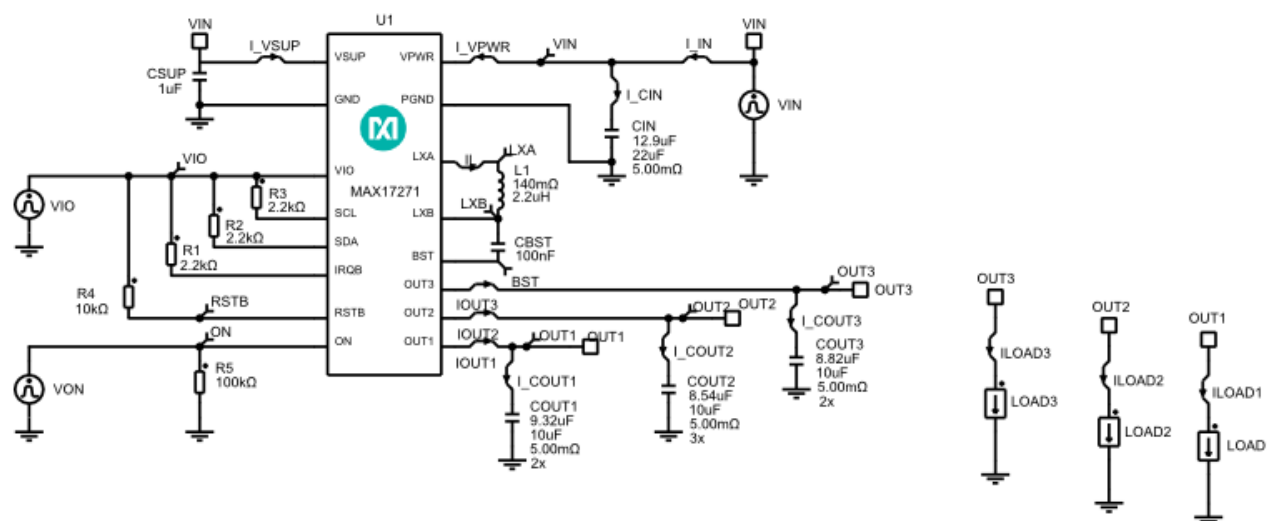 VIN
I_VSUP
CSUP
1uF
U1
VSUP
VPWR
GND
PGND
LXA
VIO
MAX17271
SCL
LXB
SDA
BST
IRQB
OUT3
RSTB
OUT2
ON
OUT1
I_VPWR
VIN
I_IN
VIN
VIN
I_CIN
CIN
12.9uF
22uF
5.00mΩ
IL
LXA
L1
140mΩ
2.2uH
LXB
CBST
100nF
BST
VIO
VIO
R3
2.2kΩ
R2
2.2kΩ
R1
2.2kΩ
R4
10kΩ
RSTB
ON
R5
100kΩ
VON
OUT3
OUT3
IOUT3
OUT2
OUT2
IOUT2
OUT1
OUT1
IOUT1
I_COUT3
COUT3
8.82uF
10uF
5.00mΩ
2x
I_COUT2
COUT2
8.54uF
10uF
5.00mΩ
3x
I_COUT1
COUT1
9.32uF
10uF
5.00mΩ
2x
OUT3
ILOAD3
LOAD3
OUT2
ILOAD2
LOAD2
OUT1
ILOAD1
LOAD